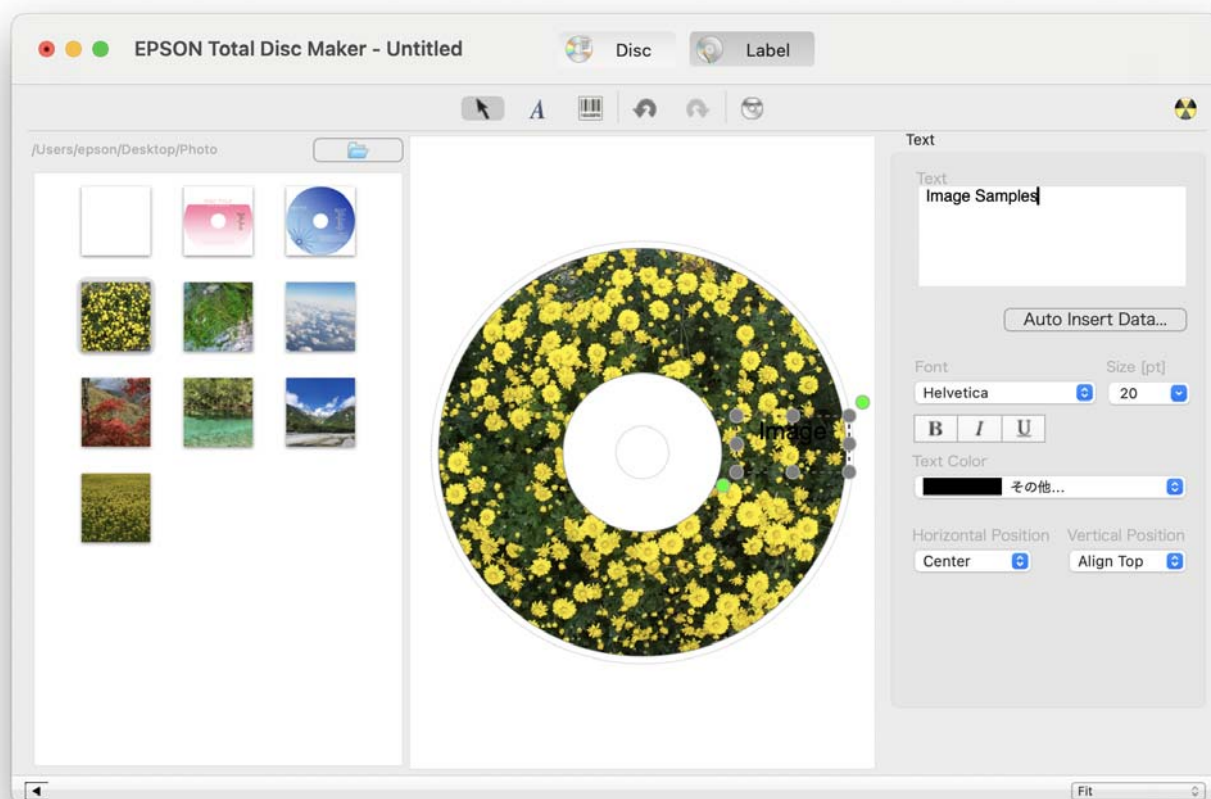 EPSON Total Disc Maker - Untitled
Disc
Label
A
/Users/epson/Desktop/Photo
Text
Text
Image Samples
Auto Insert Data...
Font
Size [pt]
Helvetica
20
B I U
Text Color
その他...
Horizontal Position
Vertical Position
Center
Align Top
Image
Fit